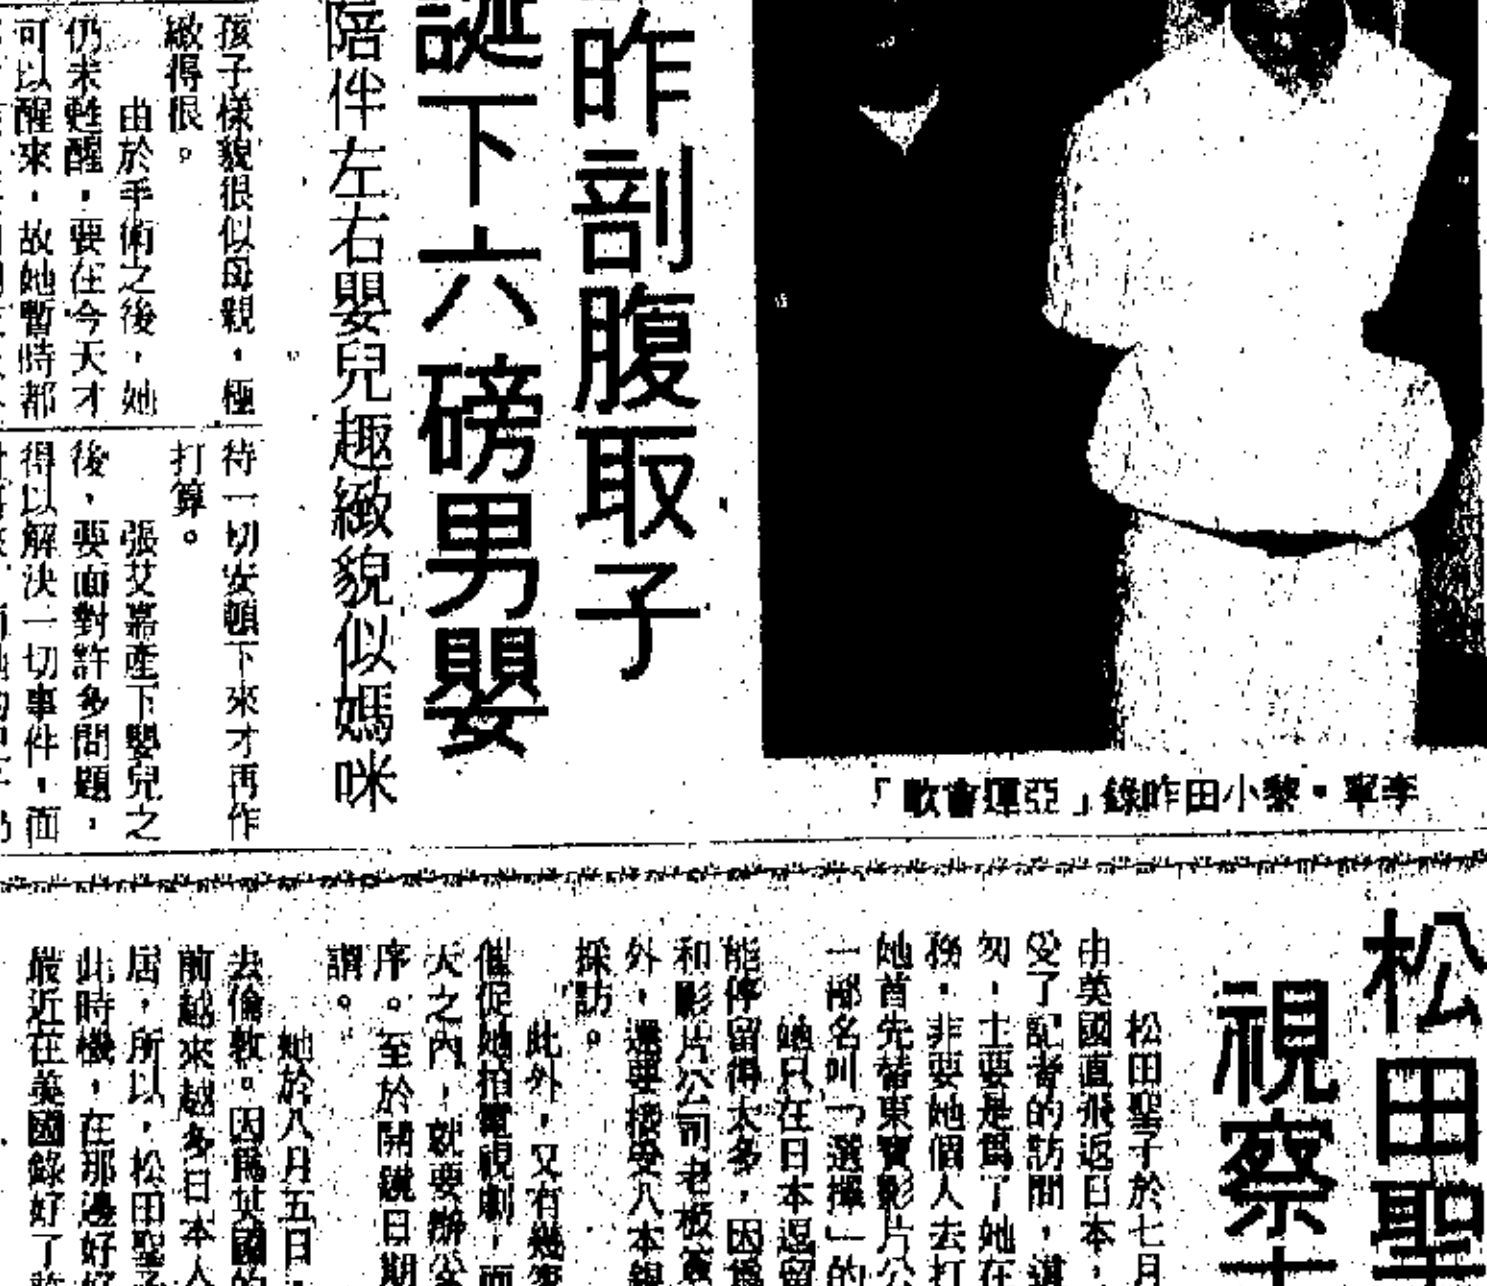 昨剖腹取子
誕下六磅男嬰
陪伴左右嬰兒趣緻貌似媽咪
孩子樣貌很似母親，極
緻得很。
由於手術之後，她
仍未甦醒，要在今天才
可以醒來，故她暫時都
待一切安頓下來才再作
打算。
張艾嘉產下嬰兒之
後，要面對許多問題，
得以解決一切事件，面
李寧・黎小田昨錄「亞運會歌」
松田聖
視察
松田聖子於七月
由英國直飛返日本，
受了記者的訪問，
匆，主要是爲了她在
務，非要她個人去打
她首先替東寶影片公
一部名叫「選擇」的
她只在日本逗留
能停留得太多，因爲
和影片公司老板
外，還要接受八本
採訪。
此外，又有幾
催促她拍電視劇，而
天之內，就要辦
序。至於開鏡日期
謂。
她於八月五日，
去倫敦。因爲英國的
前越來越多日本人
居，所以，松田聖子
此時機，在那邊好好
最近在英國錄好了